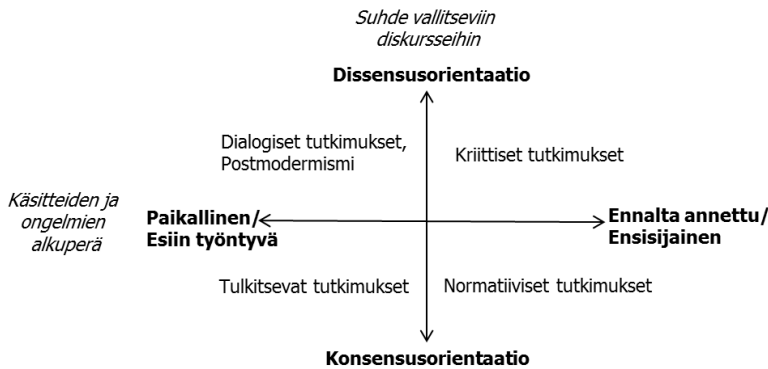 Suhde vallitseviin
diskursseihin
Dissensusorientaatio
Dialogiset tutkimukset,
Postmodermismi
Kriittiset tutkimukset
Käsitteiden ja
ongelmien
alkuperä
Paikallinen/
Esiin työntyvä
Ennalta annettu/
Ensisijainen
Tulkitsevat tutkimukset
Normatiiviset tutkimukset
Konsensusorientaatio